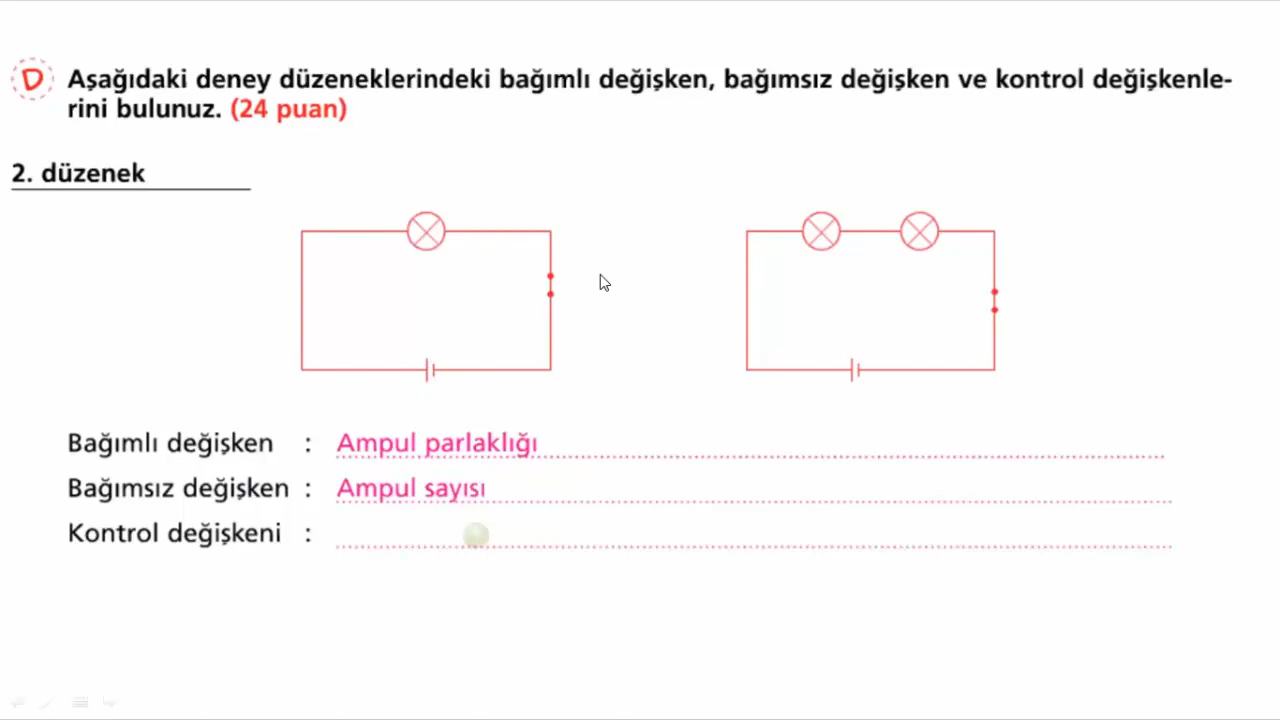 D Aşağıdaki deney düzeneklerindeki bağımlı değişken, bağımsız değişken ve kontrol değişkenle-
rini bulunuz. (24 puan)
2. düzenek
Bağımlı değişken : Ampul parlaklığı
Bağımsız değişken : Ampul sayısı
Kontrol değişkeni :